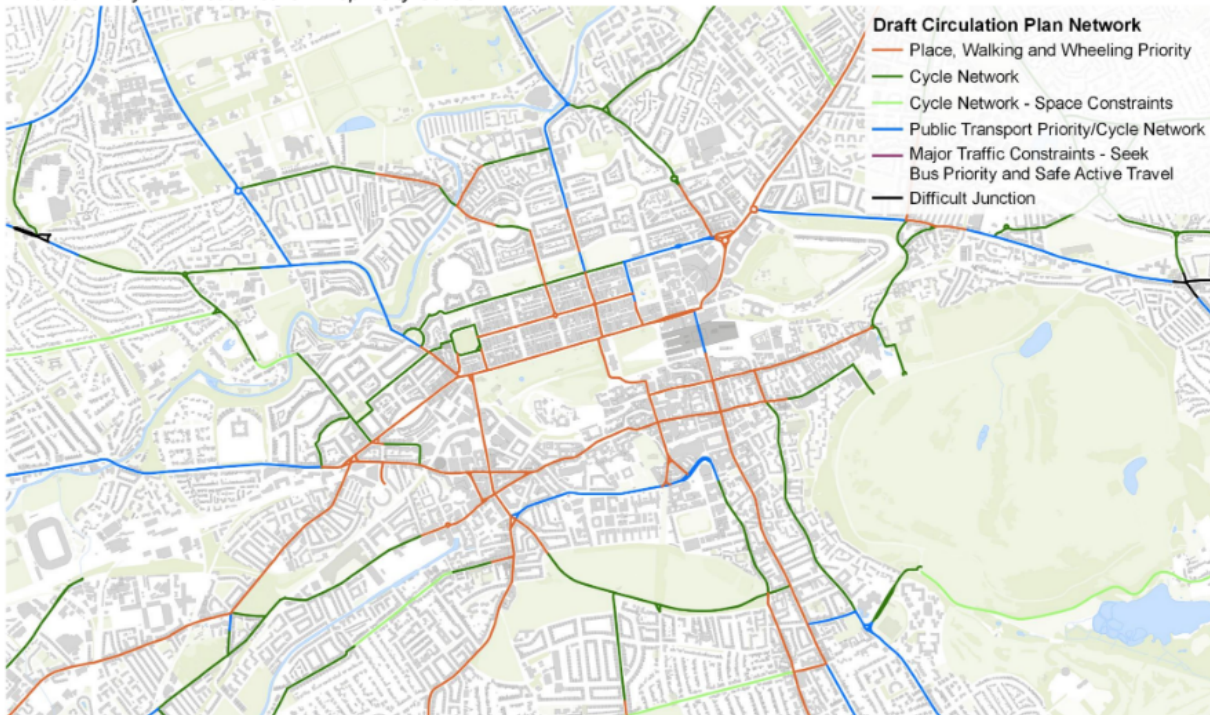 Draft Circulation Plan Network
Place, Walking and Wheeling Priority
Cycle Network
Cycle Network - Space Constraints
Public Transport Priority/Cycle Network
Major Traffic Constraints - Seek
Bus Priority and Safe Active Travel
Difficult Junction